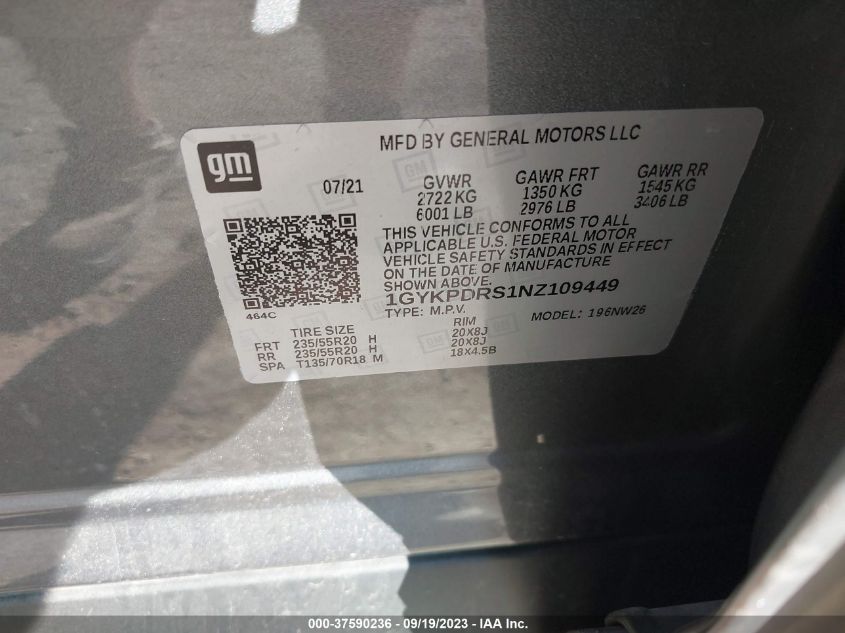 MFD BY GENERAL MOTORS LLC
gm
07/21
GVWR GAWR FRT GAWR RR
2722 KG 1350 KG 1545 KG
6001 LB 2976 LB 3406 LB
THIS VEHICLE CONFORMS TO ALL
APPLICABLE U.S. FEDERAL MOTOR
VEHICLE SAFETY STANDARDS IN EFFECT
ON THE DATE OF MANUFACTURE
SHOWN ABOVE.
1GYKPDRS1NZ109449
464C
TYPE: M.P.V. MODEL: 196NW26
TIRE SIZE RIM
FRT 235/55R20 H 20X8J
RR 235/55R20 H 20X8J
SPA T135/70R18 M 18X4.5B
000-37590236 - 09/19/2023 - IAA Inc.